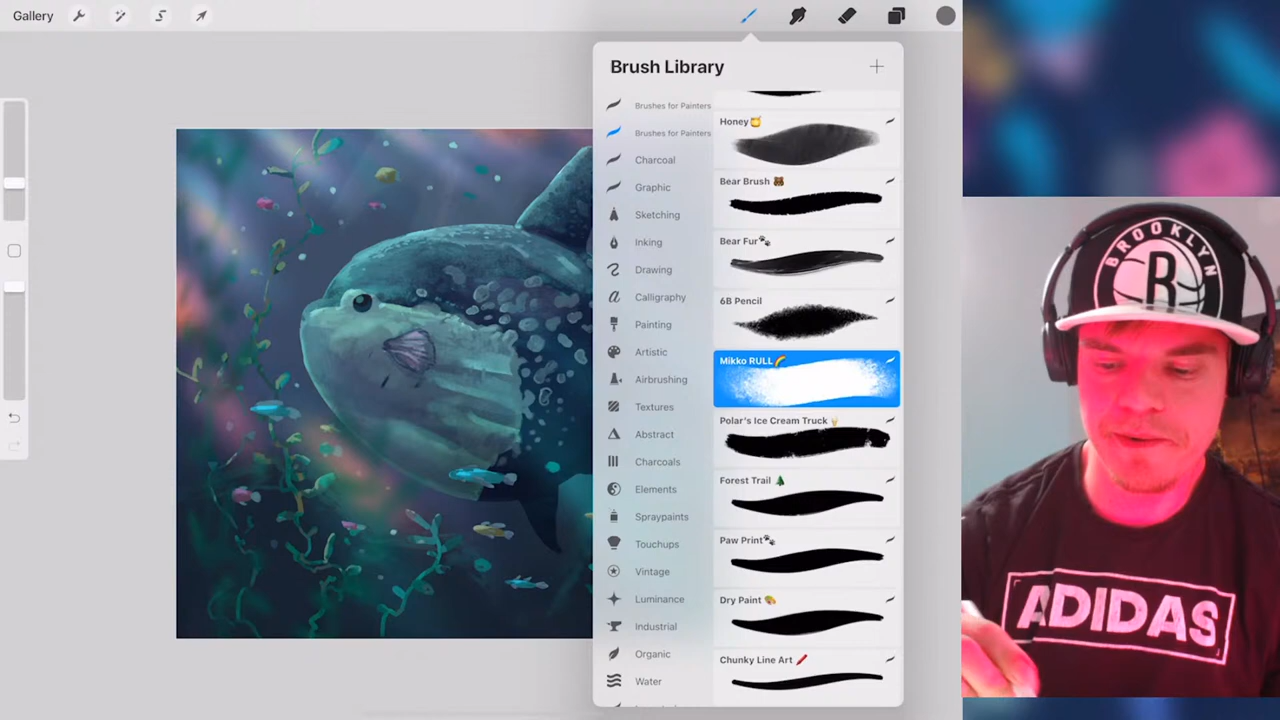 Gallery
Brush Library
Brushes for Painters
Brushes for Painters
Charcoal
Graphic
Sketching
Inking
Drawing
Calligraphy
Painting
Artistic
Airbrushing
Textures
Abstract
Charcoals
Elements
Spraypaints
Touchups
Vintage
Luminance
Industrial
Organic
Water
Honey🍯
Bear Brush 🐻
Bear Fur🐾
6B Pencil
Mikko RULL🌈
Polar's Ice Cream Truck🍦
Forest Trail 🌲
Paw Print🐾
Dry Paint 🎨
Chunky Line Art 🖍️
BROOKLYN
B
ADIDAS